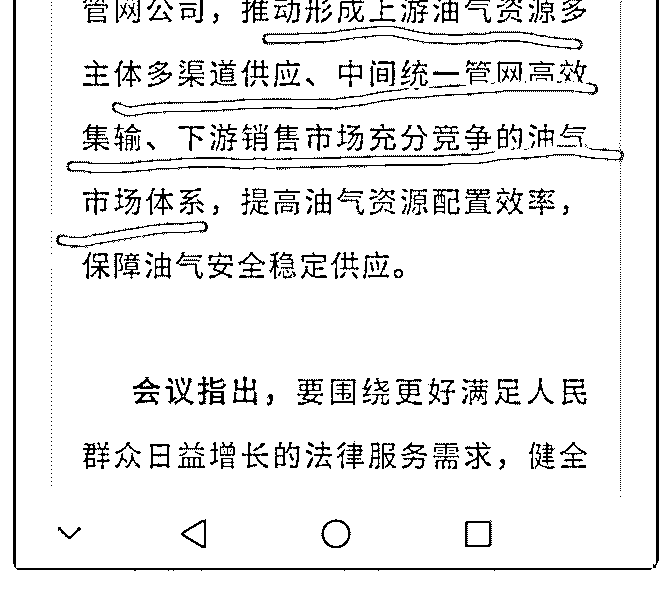 管网公司，推动形成上游油气资源多
主体多渠道供应、中间统一管网高效
集输、下游销售市场充分竞争的油气
市场体系，提高油气资源配置效率，
保障油气安全稳定供应。
会议指出，要围绕更好满足人民
群众日益增长的法律服务需求，健全